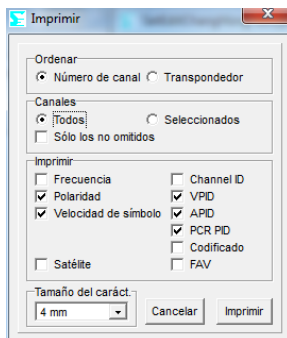 Imprimir
Ordenar
Número de canal Transpondedor
Canales
Todos Seleccionados
Sólo los no omitidos
Imprimir
Frecuencia Channel ID
Polaridad VPID
Velocidad de símbolo APID
PCR PID
Codificado
Satélite FAV
Tamaño del caráct.
4 mm Cancelar Imprimir